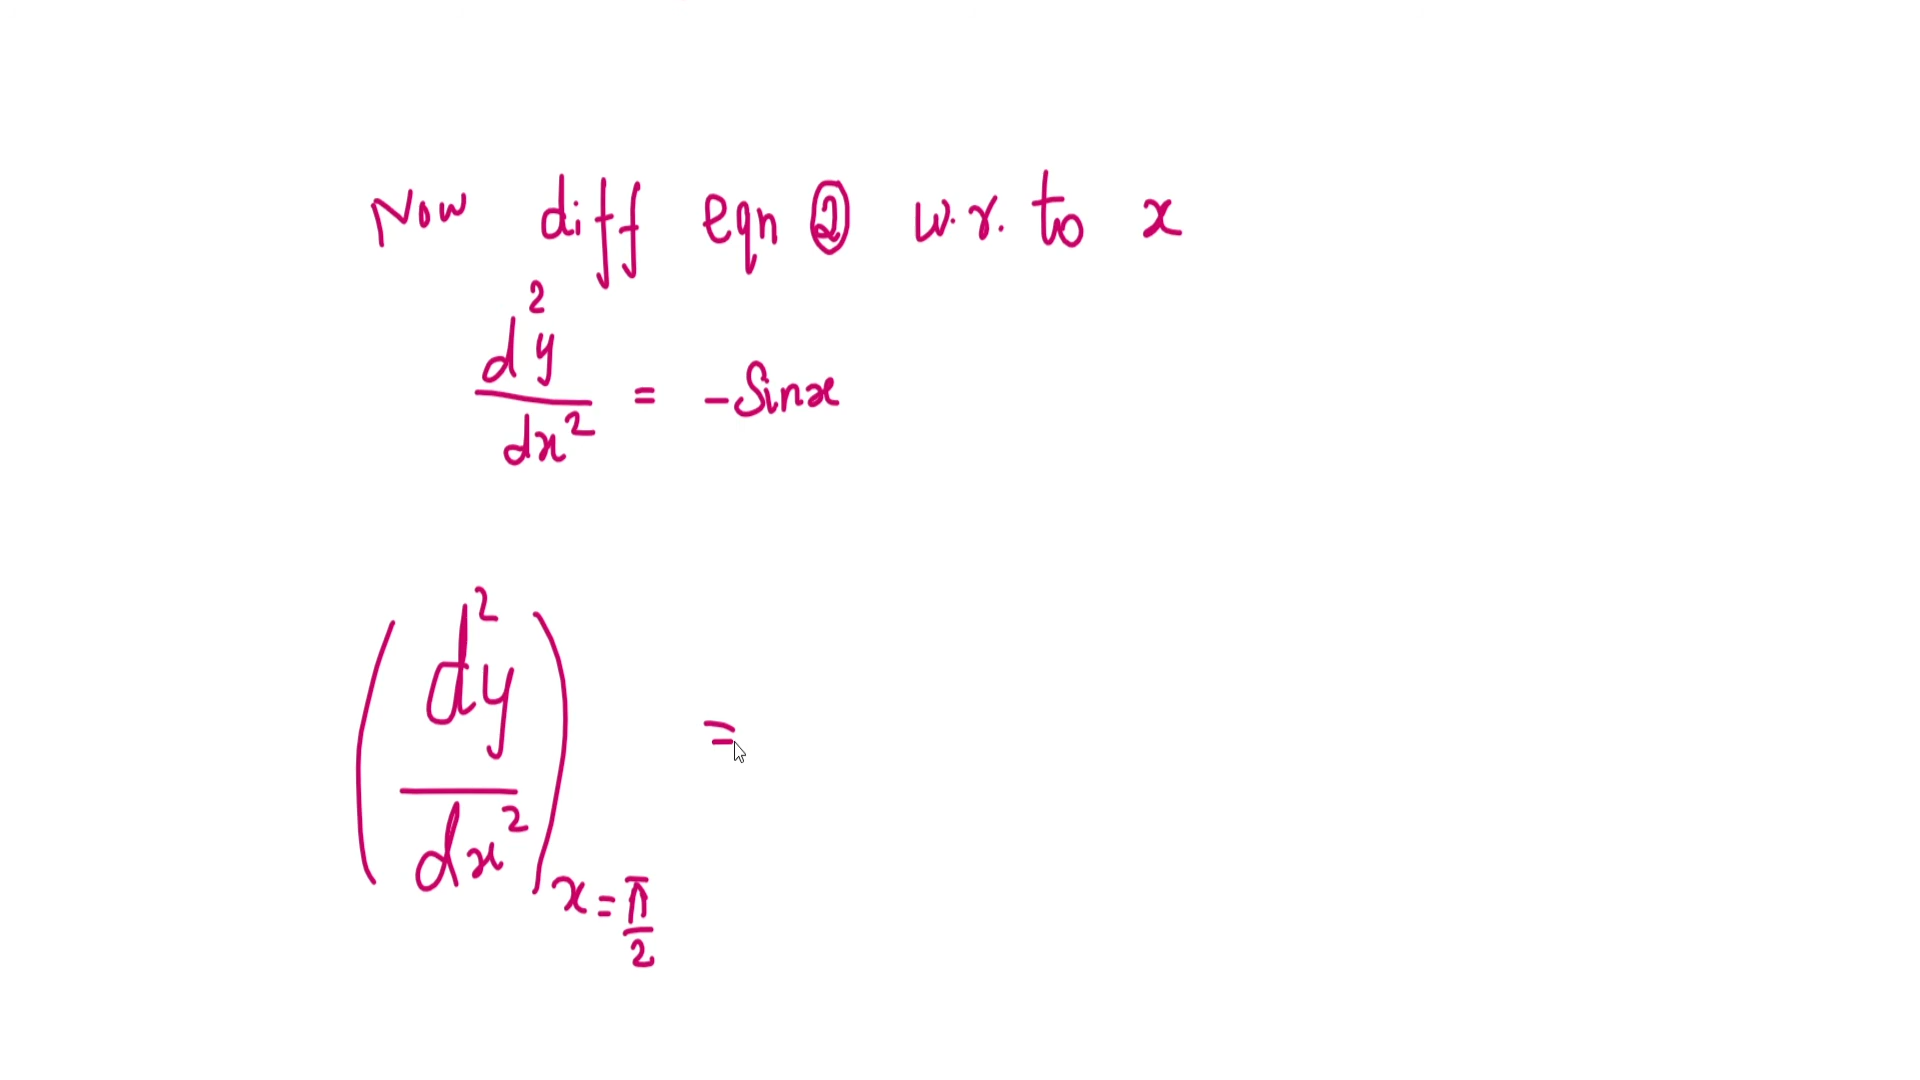 Now diff eqn ② w.r. to x
d²y/dx² = -Sinx
(d²y/dx²)x=π/2 =